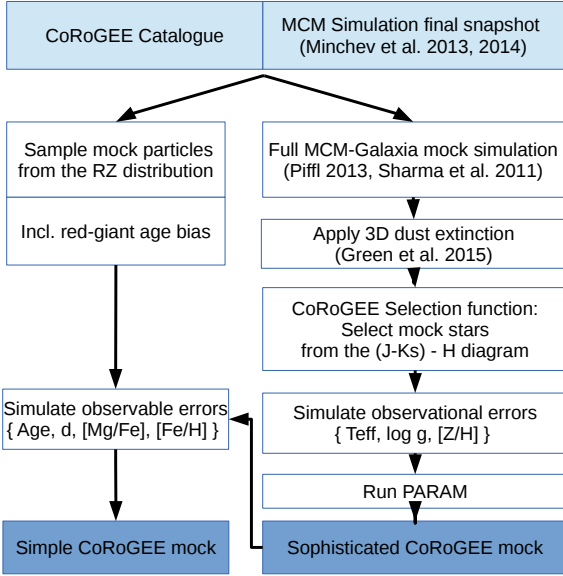 CoRoGEE Catalogue
MCM Simulation final snapshot
(Minchev et al. 2013, 2014)
Sample mock particles
from the RZ distribution
Incl. red-giant age bias
Full MCM-Galaxia mock simulation
(Piffl 2013, Sharma et al. 2011)
Apply 3D dust extinction
(Green et al. 2015)
CoRoGEE Selection function:
Select mock stars
from the (J-Ks) - H diagram
Simulate observable errors
{ Age, d, [Mg/Fe], [Fe/H] }
Simulate observational errors
{ Teff, log g, [Z/H] }
Run PARAM
Simple CoRoGEE mock
Sophisticated CoRoGEE mock